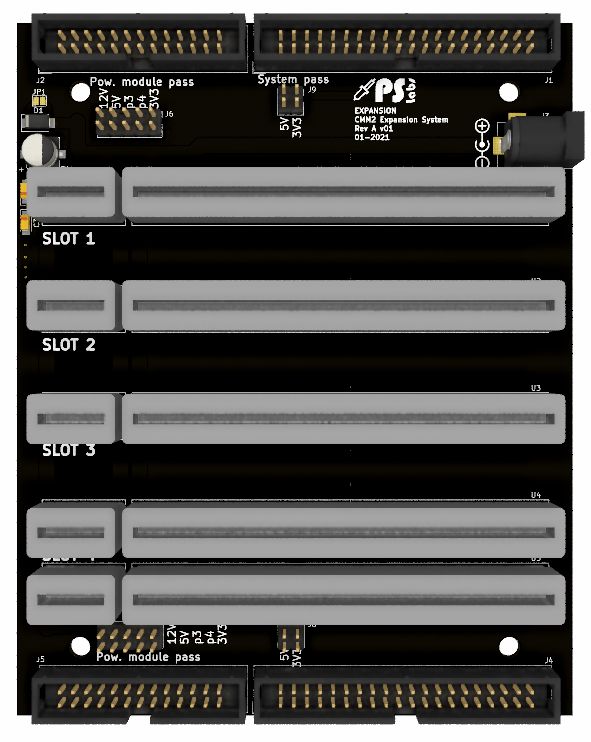 J2
J1
Pow. module pass
System pass
JP1
D1
12V
5V
p3
p4
3V3
J6
J9
5V
3V3
PS
Labs
EXPANSION
CMM2 Expansion System
Rev A v01
01-2021
+
SLOT 1
SLOT 2
U3
SLOT 3
U4
12V
5V
p3
p4
3V3
5V
3V3
Pow. module pass
J5
J4